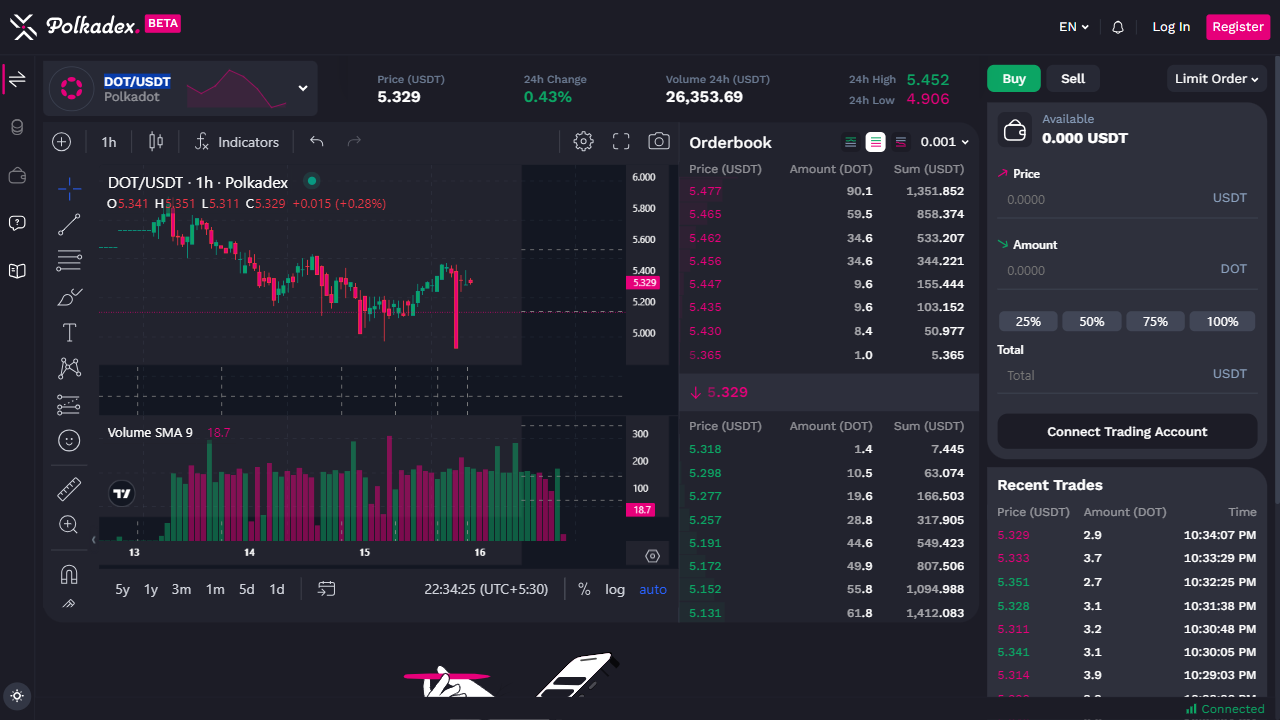 Polkadex. BETA
EN
Log In
Register
DOT/USDT
Polkadot
Price (USDT)
5.329
24h Change
0.43%
Volume 24h (USDT)
26,353.69
24h High 5.452
24h Low 4.906
Buy
Sell
Limit Order
1h
Indicators
DOT/USDT · 1h · Polkadex
O5.341 H5.351 L5.311 C5.329 +0.015 (+0.28%)
6.000
5.800
5.600
5.400
5.329
5.200
5.000
Volume SMA 9 18.7
300
200
100
18.7
13 14 15 16
5y 1y 3m 1m 5d 1d
22:34:25 (UTC+5:30)
% log auto
Orderbook
0.001
Price (USDT) Amount (DOT) Sum (USDT)
5.477 90.1 1,351.852
5.465 59.5 858.374
5.462 34.6 533.207
5.456 34.6 344.221
5.447 9.6 155.444
5.435 9.6 103.152
5.430 8.4 50.977
5.365 1.0 5.365
↓ 5.329
Price (USDT) Amount (DOT) Sum (USDT)
5.318 1.4 7.445
5.298 10.5 63.074
5.277 19.6 166.503
5.257 28.8 317.905
5.191 44.6 549.423
5.172 49.9 807.506
5.152 55.8 1,094.988
5.131 61.8 1,412.083
Available
0.000 USDT
Price
0.0000 USDT
Amount
0.0000 DOT
25% 50% 75% 100%
Total
Total USDT
Connect Trading Account
Recent Trades
Price (USDT) Amount (DOT) Time
5.329 2.9 10:34:07 PM
5.333 3.7 10:33:29 PM
5.351 2.7 10:32:25 PM
5.328 3.1 10:31:38 PM
5.311 3.2 10:30:48 PM
5.341 3.1 10:30:05 PM
5.314 3.9 10:29:03 PM
Connected